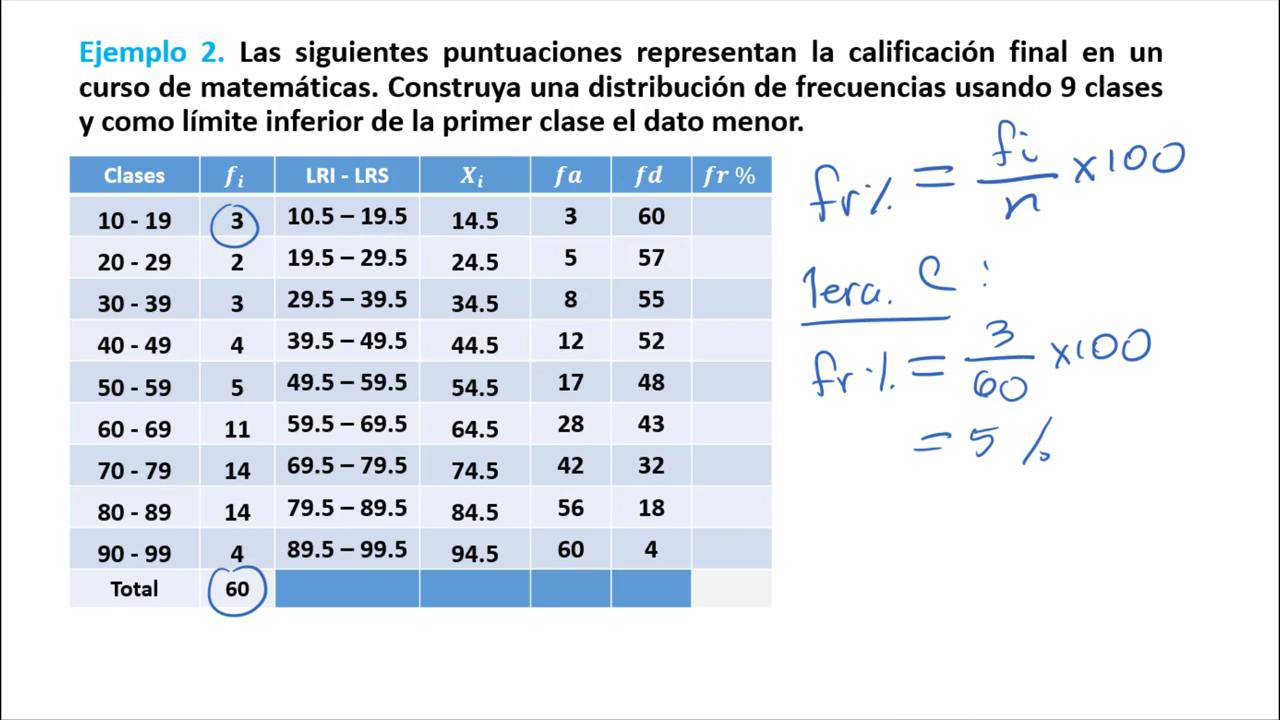 Ejemplo 2. Las siguientes puntuaciones representan la calificación final en un
curso de matemáticas. Construya una distribución de frecuencias usando 9 clases
y como límite inferior de la primer clase el dato menor.
Clases fi LRI - LRS Xi fa fd fr %
10 - 19 3 10.5 – 19.5 14.5 3 60
20 - 29 2 19.5 – 29.5 24.5 5 57
30 - 39 3 29.5 – 39.5 34.5 8 55
40 - 49 4 39.5 – 49.5 44.5 12 52
50 - 59 5 49.5 – 59.5 54.5 17 48
60 - 69 11 59.5 – 69.5 64.5 28 43
70 - 79 14 69.5 – 79.5 74.5 42 32
80 - 89 14 79.5 – 89.5 84.5 56 18
90 - 99 4 89.5 – 99.5 94.5 60 4
Total 60
fr% = fi/n x100
1era. C :
fr% = 3/60 x100
= 5 %